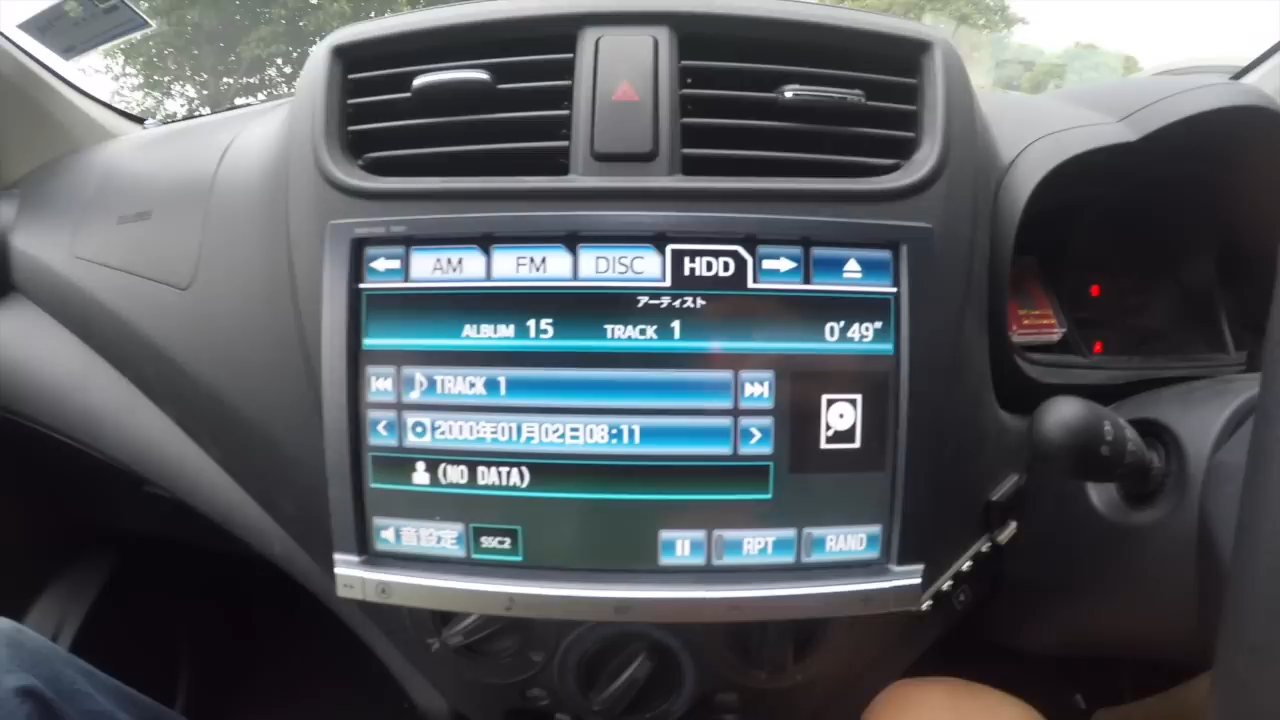 AM FM DISC HDD
アーティスト
ALBUM 15 TRACK 1 0'49"
TRACK 1
2000年01月02日08:11
(NO DATA)
音設定 SSC2 RPT RAND